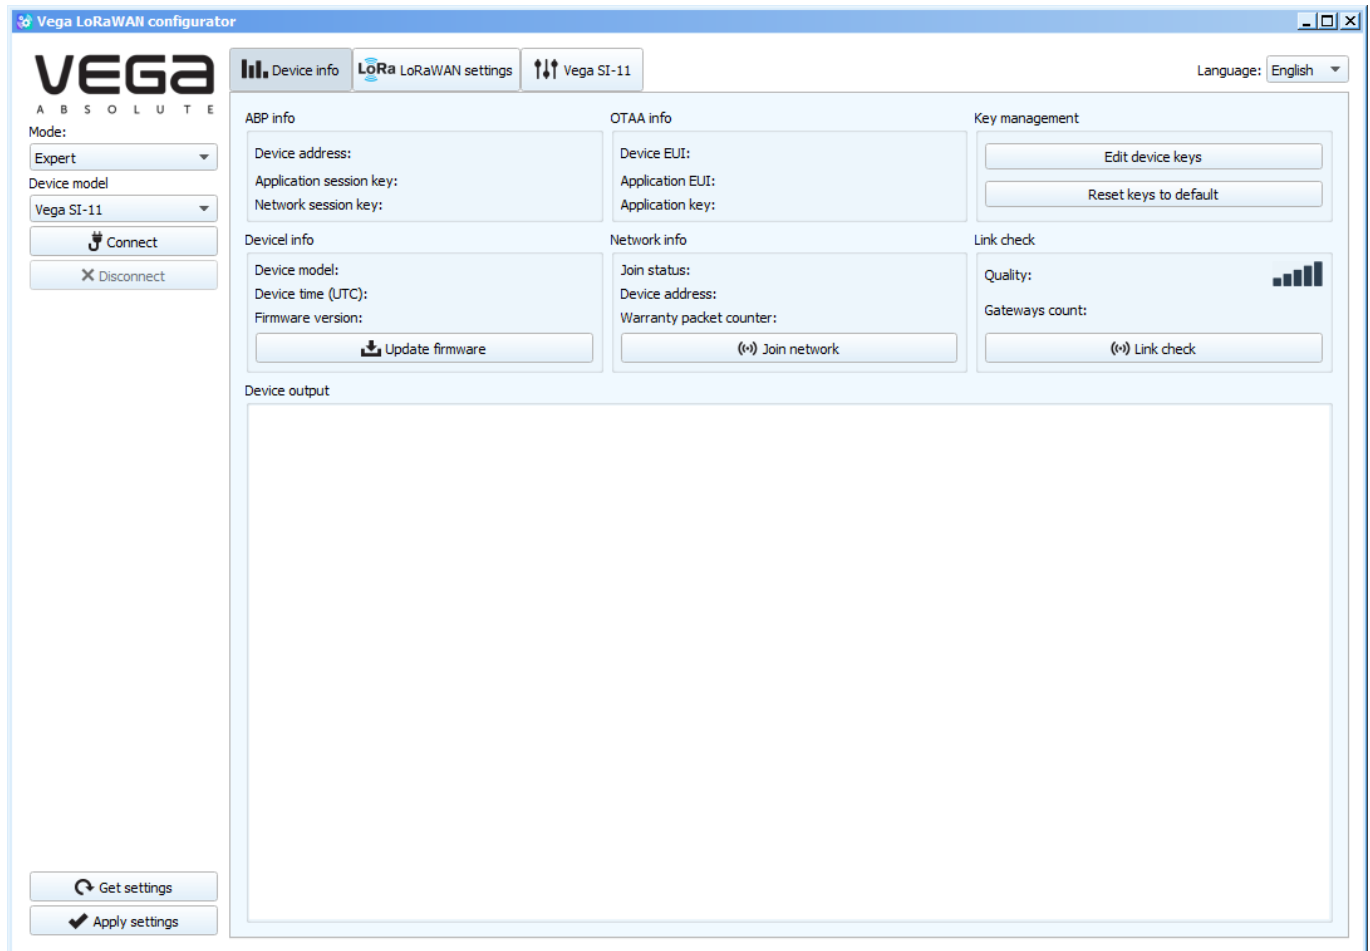 Vega LoRaWAN configurator
VEGA
ABSOLUTE
Mode:
Expert
Device model
Vega SI-11
Connect
Disconnect
Get settings
Apply settings
Device info
LoRa LoRaWAN settings
Vega SI-11
Language: English
ABP info
Device address:
Application session key:
Network session key:
OTAA info
Device EUI:
Application EUI:
Application key:
Key management
Edit device keys
Reset keys to default
Devicel info
Device model:
Device time (UTC):
Firmware version:
Update firmware
Network info
Join status:
Device address:
Warranty packet counter:
Join network
Link check
Quality:
Gateways count:
Link check
Device output